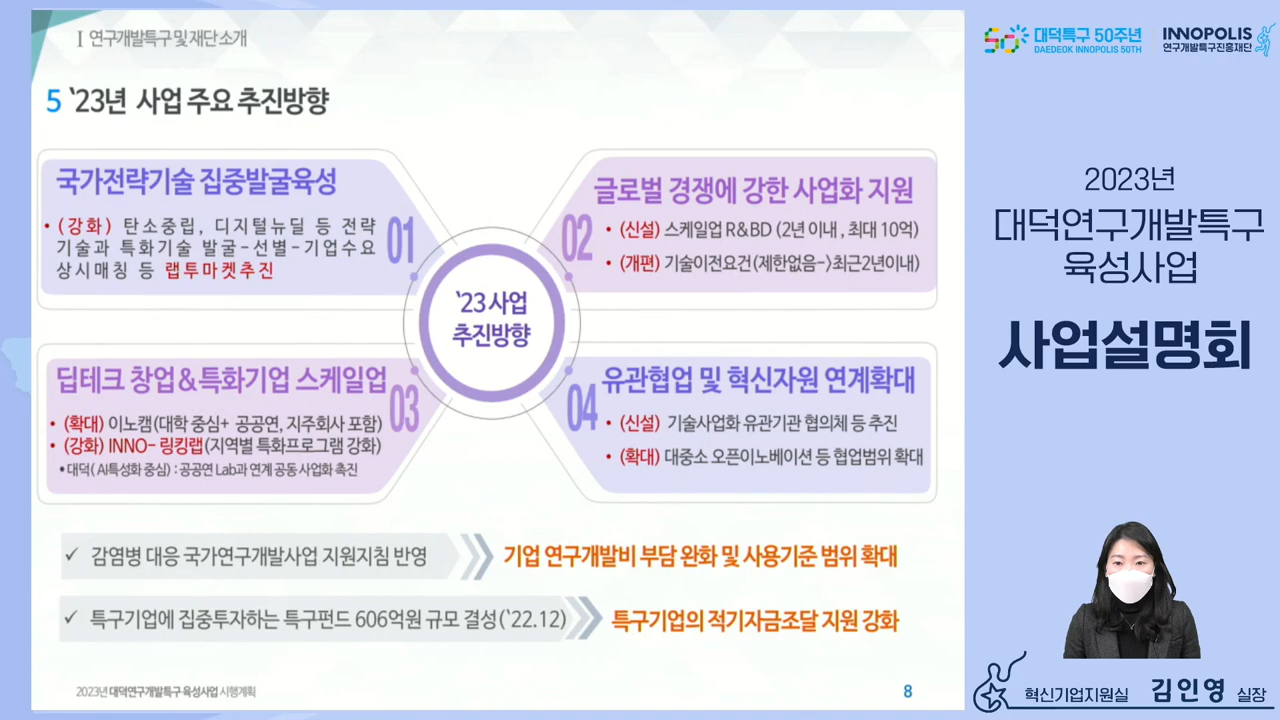 Ⅰ 연구개발특구 및 재단 소개
5 ‘23년 사업 주요 추진방향
국가전략기술 집중발굴육성
• (강화) 탄소중립, 디지털뉴딜 등 전략
기술과 특화기술 발굴-선별-기업수요
상시매칭 등 랩투마켓추진
01
글로벌 경쟁에 강한 사업화 지원
• (신설) 스케일업 R&BD (2년 이내 , 최대 10억)
• (개편) 기술이전요건(제한없음-)최근2년이내)
02
‘23 사업
추진방향
딥테크 창업&특화기업 스케일업
• (확대) 이노캠(대학 중심+ 공공연, 지주회사 포함)
• (강화) INNO- 링킹랩(지역별 특화프로그램 강화)
• 대덕( AI특성화 중심) : 공공연 Lab과 연계 공동 사업화 촉진
03
유관협업 및 혁신자원 연계확대
• (신설) 기술사업화 유관기관 협의체 등 추진
• (확대) 대중소 오픈이노베이션 등 협업범위 확대
04
✓ 감염병 대응 국가연구개발사업 지원지침 반영
기업 연구개발비 부담 완화 및 사용기준 범위 확대
✓ 특구기업에 집중투자하는 특구펀드 606억원 규모 결성(‘22.12)
특구기업의 적기자금조달 지원 강화
2023년 대덕연구개발특구 육성사업 시행계획
8
50 대덕특구 50주년
DAEDEOK INNOPOLIS 50TH
INNOPOLIS
연구개발특구진흥재단
2023년
대덕연구개발특구
육성사업
사업설명회
혁신기업지원실 김인영 실장